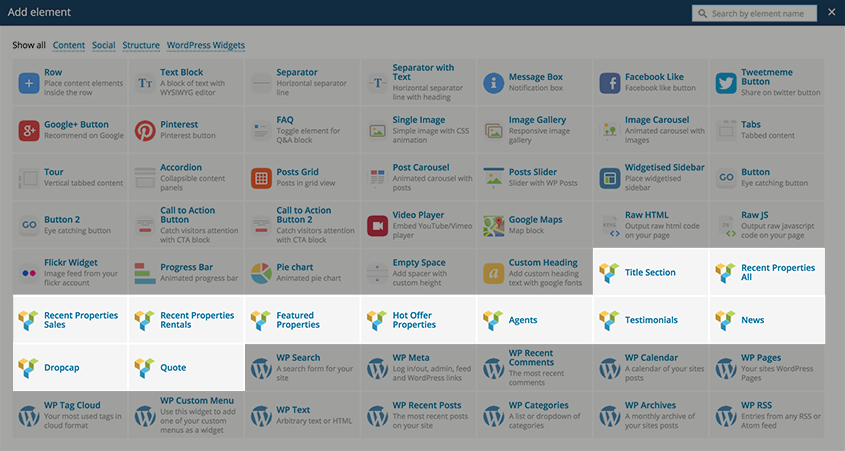 Add element
Search by element name
×
Show all Content Social Structure WordPress Widgets
Row
Place content elements
inside the row
Text Block
A block of text with
WYSIWYG editor
Separator
Horizontal separator
line
Separator with
Text
Horizontal separator
line with heading
Message Box
Notification box
Facebook Like
Facebook like button
Tweetmeme
Button
Share on twitter button
Google+ Button
Recommend on Google
Pinterest
Pinterest button
FAQ
Toggle element for
Q&A block
Single Image
Simple image with CSS
animation
Image Gallery
Responsive image
gallery
Image Carousel
Animated carousel with
images
Tabs
Tabbed content
Tour
Vertical tabbed content
Accordion
Collapsible content
panels
Posts Grid
Posts in grid view
Post Carousel
Animated carousel with
posts
Posts Slider
Slider with WP Posts
Widgetised Sidebar
Place widgetised
sidebar
GO
Button
Eye catching button
GO
Button 2
Eye catching button
Call to Action
Button
Catch visitors attention
with CTA block
Call to Action
Button 2
Catch visitors attention
with CTA block
Video Player
Embed YouTube/Vimeo
player
Google Maps
Map block
Raw HTML
Output raw html code
on your page
Raw JS
Output raw javascript
code on your page
Flickr Widget
Image feed from your
flickr account
Progress Bar
Animated progress bar
Pie chart
Animated pie chart
Empty Space
Add spacer with
custom height
Custom Heading
Add custom heading
text with google fonts
Title Section
Recent Properties
All
Recent Properties
Sales
Recent Properties
Rentals
Featured
Properties
Hot Offer
Properties
Agents
Testimonials
News
Dropcap
Quote
WP Search
A search form for your
site
WP Meta
Log in/out, admin, feed
and WordPress links
WP Recent
Comments
The most recent
comments
WP Calendar
A calendar of your sites
posts
WP Pages
Your sites WordPress
Pages
WP Tag Cloud
Your most used tags in
cloud format
WP Custom Menu
Use this widget to add
one of your custom
menus as a widget
WP Text
Arbitrary text or HTML
WP Recent Posts
The most recent posts
on your site
WP Categories
A list or dropdown of
categories
WP Archives
A monthly archive of
your sites posts
WP RSS
Entries from any RSS or
Atom feed